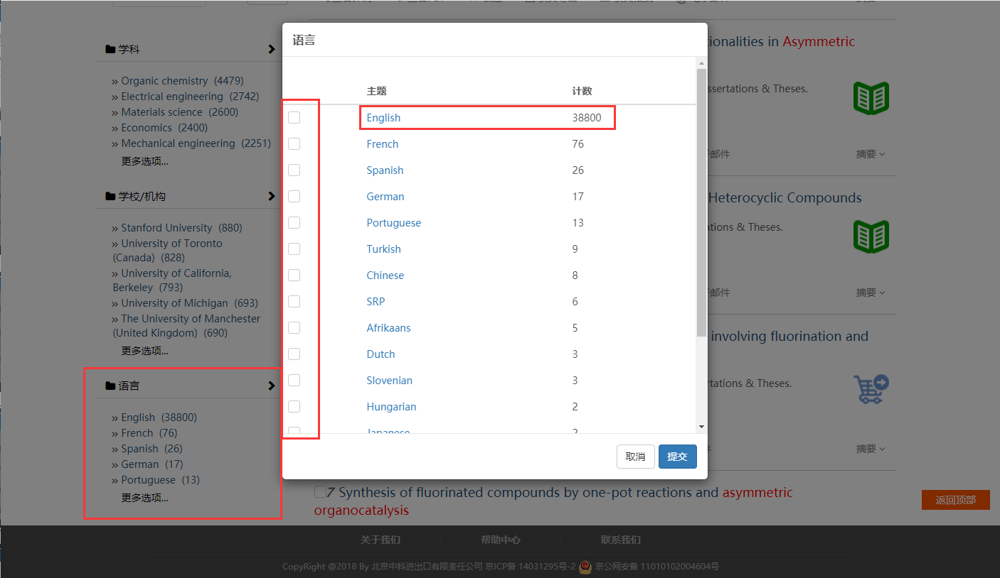 学科
» Organic chemistry (4479)
» Electrical engineering (2742)
» Materials science (2600)
» Economics (2400)
» Mechanical engineering (2251)
更多选项...
学校/机构
» Stanford University (880)
» University of Toronto
(Canada) (828)
» University of California,
Berkeley (793)
» University of Michigan (693)
» The University of Manchester
(United Kingdom) (690)
更多选项...
语言
» English (38800)
» French (76)
» Spanish (26)
» German (17)
» Portuguese (13)
更多选项...
语言
主题 计数
English 38800
French 76
Spanish 26
German 17
Portuguese 13
Turkish 9
Chinese 8
SRP 6
Afrikaans 5
Dutch 3
Slovenian 3
Hungarian 2
Japanese 2
取消 提交
in Asymmetric
& Theses.
邮件 摘要
Heterocyclic Compounds
& Theses.
邮件 摘要
involving fluorination and
& Theses.
摘要
7 Synthesis of fluorinated compounds by one-pot reactions and asymmetric
organocatalysis
返回顶部
关于我们 帮助中心 联系我们
CopyRight @2018 By 北京中科进出口有限责任公司 京ICP备 14031295号-2 京公网安备 11010102004604号